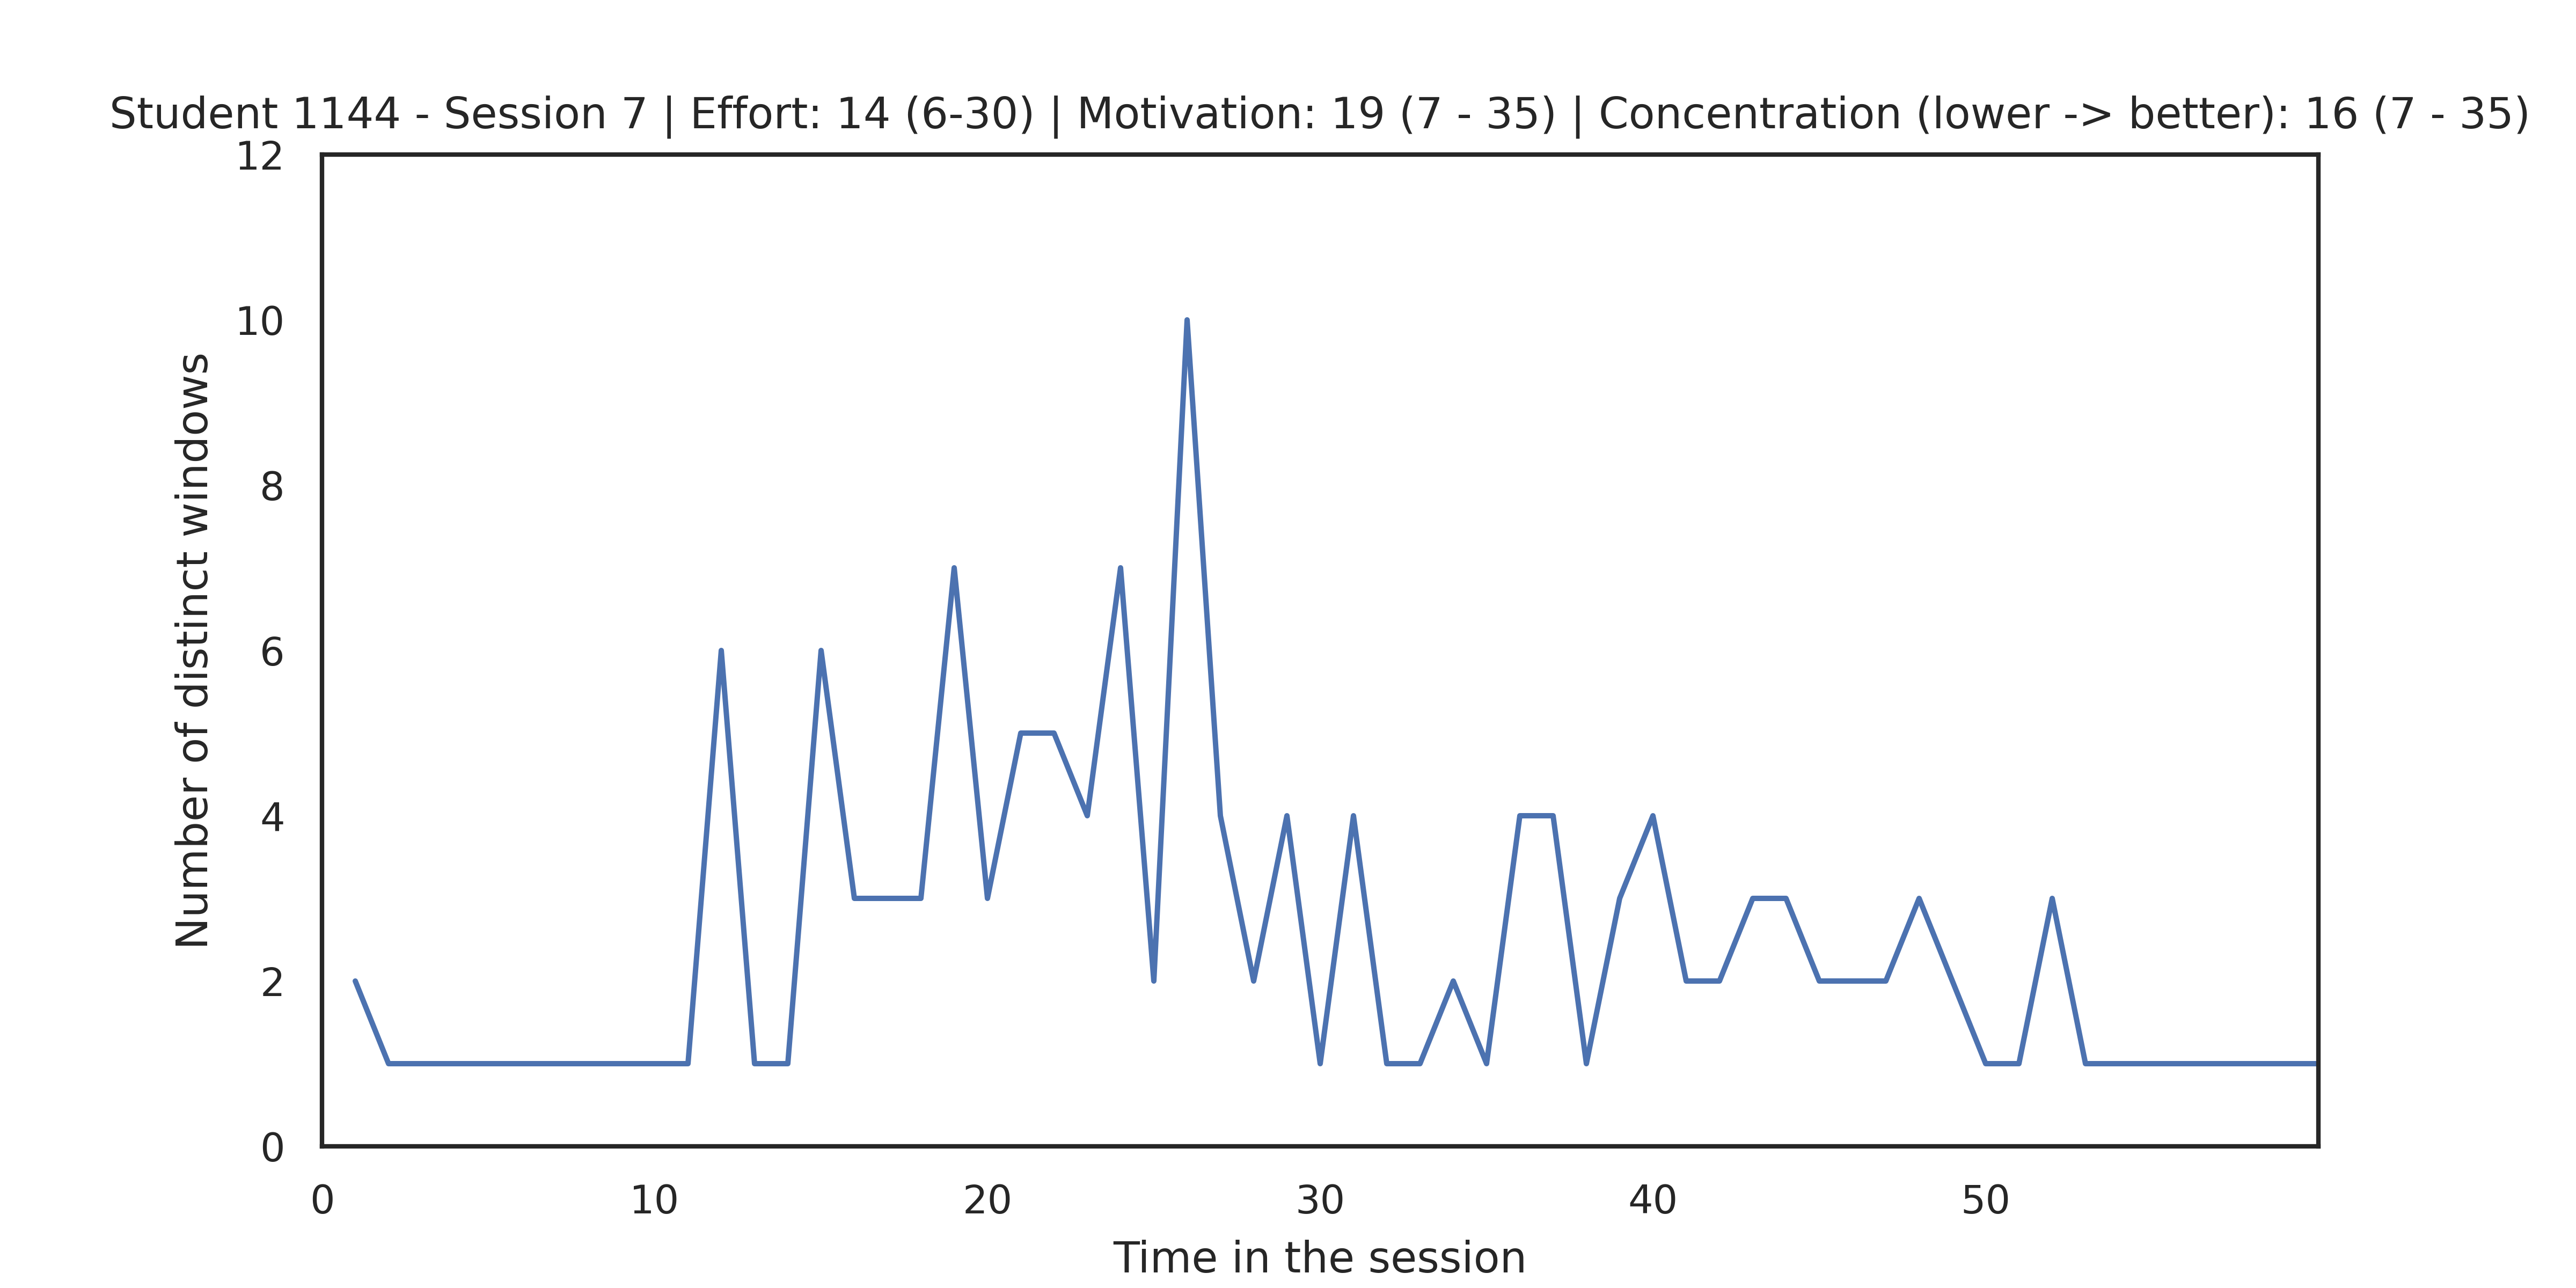 Student 1144 - Session 7 | Effort: 14 (6-30) | Motivation: 19 (7 - 35) | Concentration (lower -> better): 16 (7 - 35)
12
10
8
6
4
2
0
Number of distinct windows
0 10 20 30 40 50
Time in the session